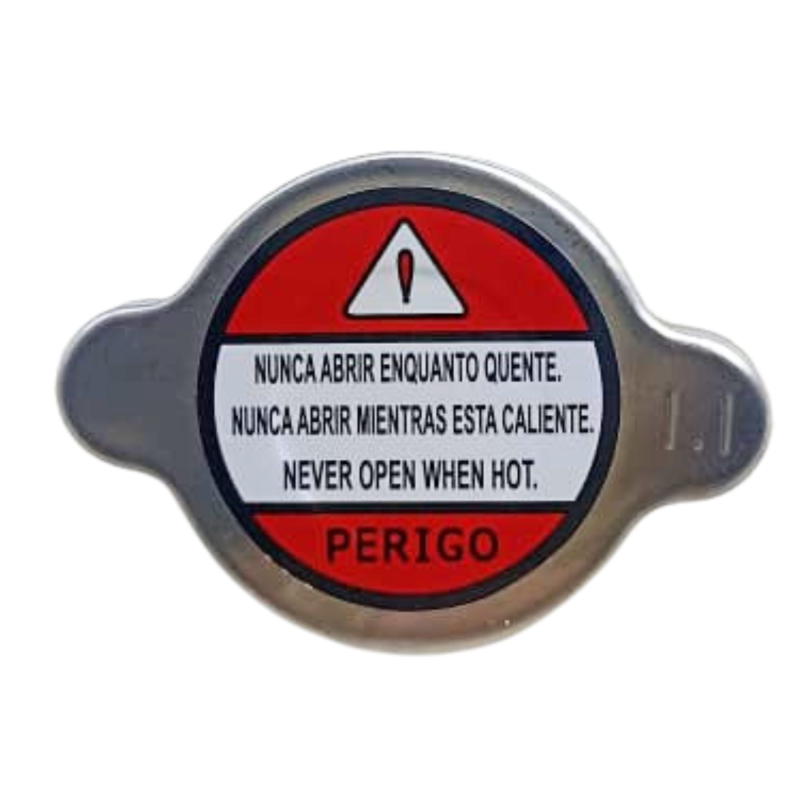 !
NUNCA ABRIR ENQUANTO QUENTE.
NUNCA ABRIR MIENTRAS ESTA CALIENTE.
NEVER OPEN WHEN HOT.
1.1
PERIGO